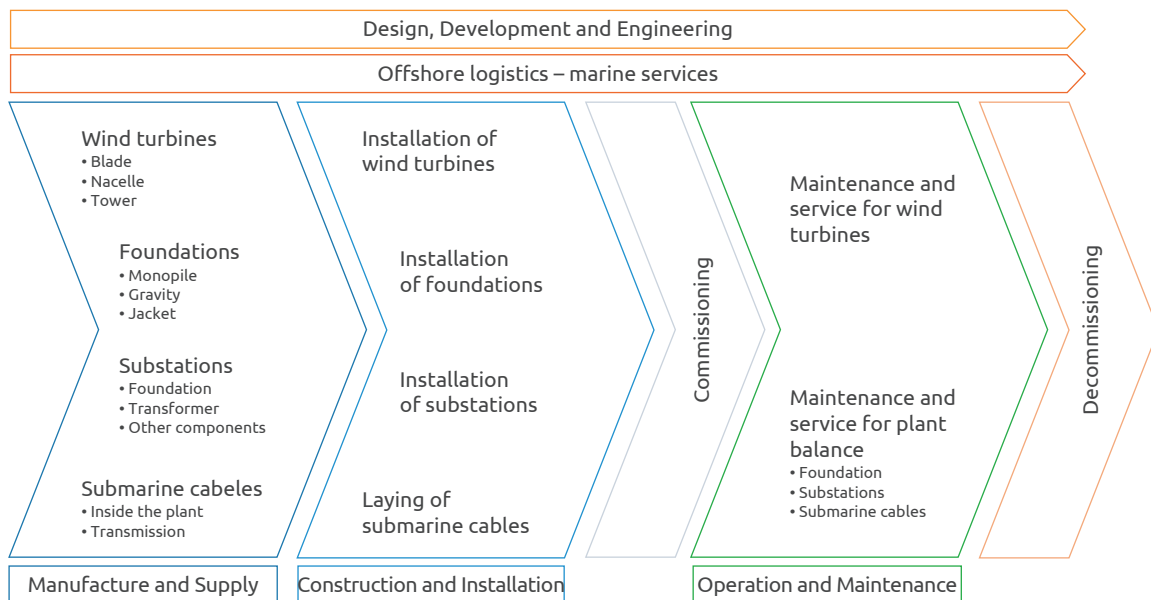 Design, Development and Engineering
Offshore logistics – marine services
Wind turbines
• Blade
• Nacelle
• Tower
Foundations
• Monopile
• Gravity
• Jacket
Substations
• Foundation
• Transformer
• Other components
Submarine cabeles
• Inside the plant
• Transmission
Manufacture and Supply
Installation of
wind turbines
Installation
of foundations
Installation
of substations
Laying of
submarine cables
Construction and Installation
Commissioning
Maintenance and
service for wind
turbines
Maintenance and
service for plant
balance
• Foundation
• Substations
• Submarine cables
Operation and Maintenance
Decommissioning